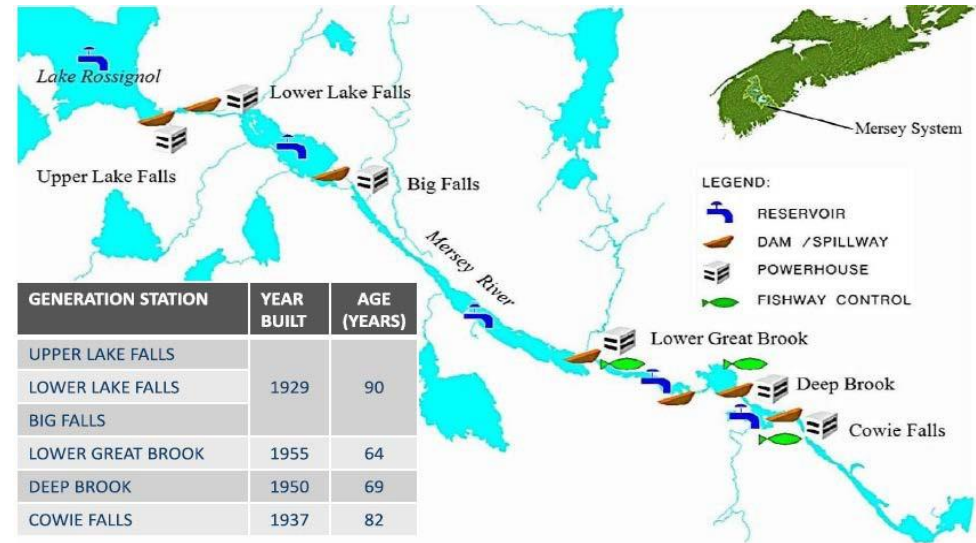 Lake Rossignol
Lower Lake Falls
Upper Lake Falls
Big Falls
Mersey River
Lower Great Brook
Deep Brook
Cowie Falls
Mersey System
LEGEND:
RESERVOIR
DAM /SPILLWAY
POWERHOUSE
FISHWAY CONTROL
GENERATION STATION YEAR BUILT AGE (YEARS)
UPPER LAKE FALLS
LOWER LAKE FALLS 1929 90
BIG FALLS
LOWER GREAT BROOK 1955 64
DEEP BROOK 1950 69
COWIE FALLS 1937 82